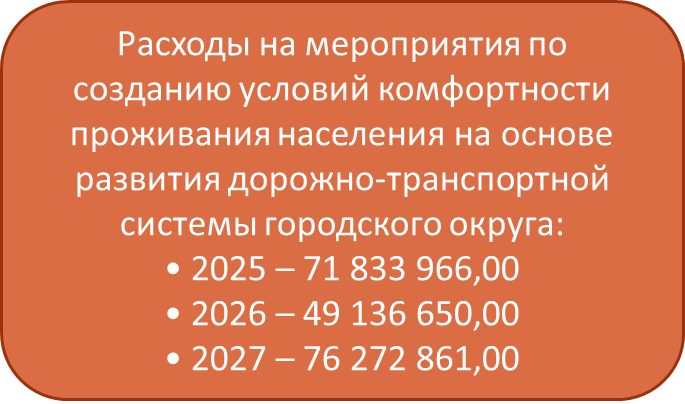 Расходы на мероприятия по
созданию условий комфортности
проживания населения на основе
развития дорожно-транспортной
системы городского округа:
• 2025 – 71 833 966,00
• 2026 – 49 136 650,00
• 2027 – 76 272 861,00